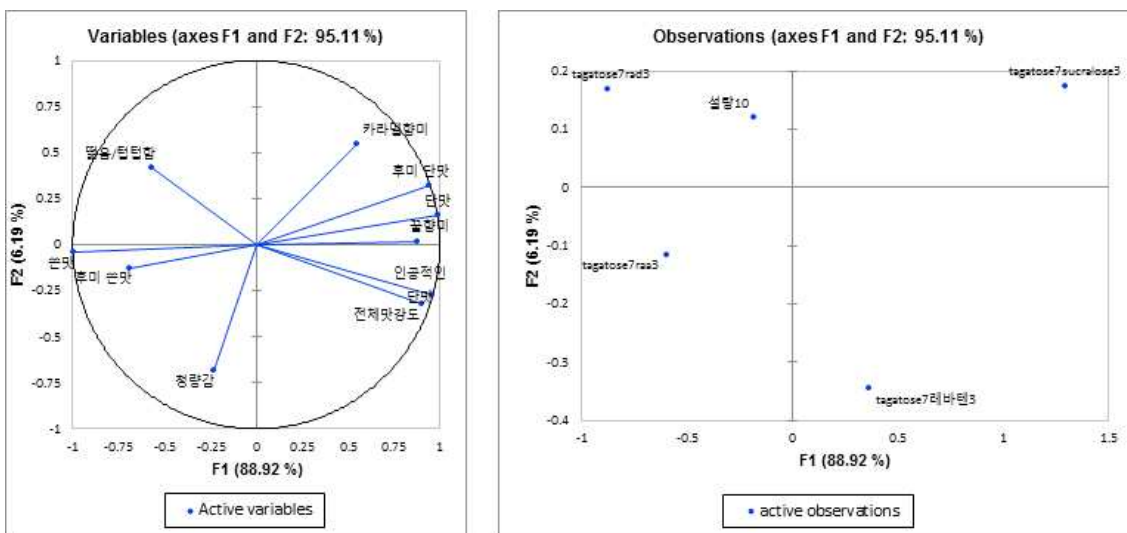 Variables (axes F1 and F2: 95.11 %)
F2 (6.19 %)
1
0.75
0.5
0.25
0
-0.25
-0.5
-0.75
-1
카라멜향미
떫음/텁텁함
후미 단맛
단맛
꿀향미
쓴맛
후미 쓴맛
인공적인
단맛
전체맛강도
청량감
-1
-0.75
-0.5
-0.25
0
0.25
0.5
0.75
1
F1 (88.92 %)
Active variables
Observations (axes F1 and F2: 95.11 %)
F2 (6.19 %)
0.2
0.1
0
-0.1
-0.2
-0.3
-0.4
tagatose7rad3
설탕10
tagatose7sucralose3
tagatose7raa3
tagatose7레바텐3
-1
-0.5
0
0.5
1
1.5
F1 (88.92 %)
active observations